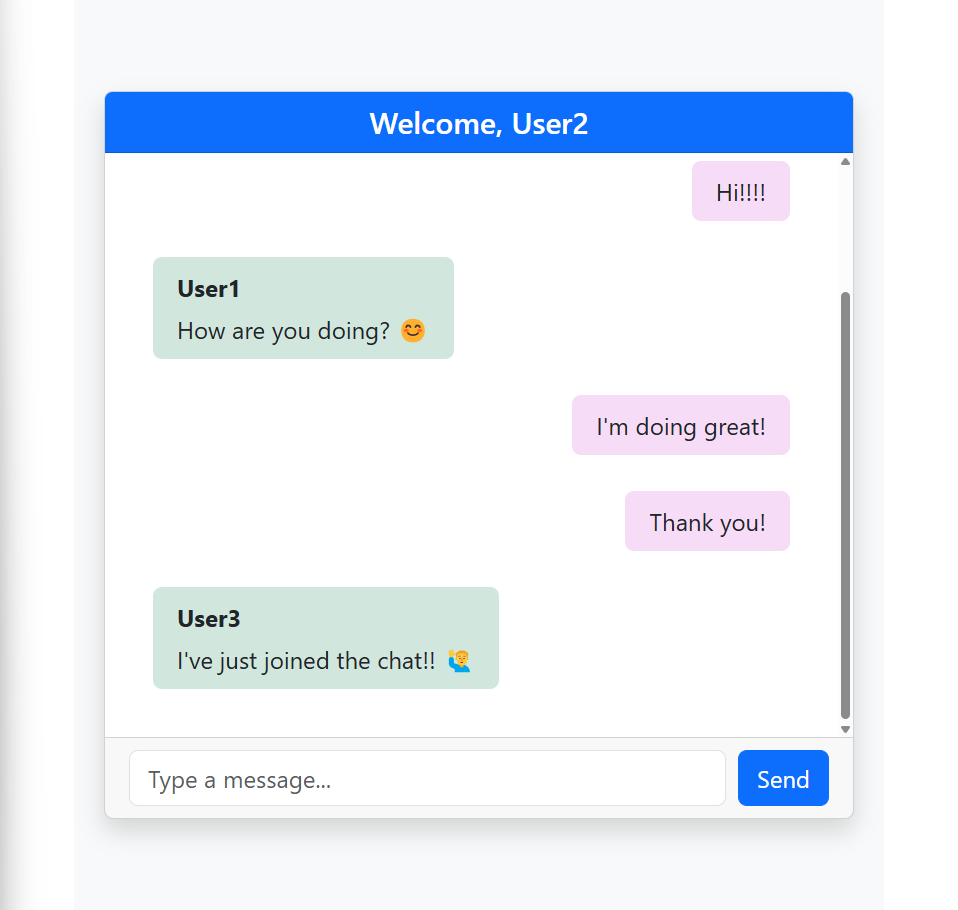 Welcome, User2
Hi!!!!
User1
How are you doing? 😊
I'm doing great!
Thank you!
User3
I've just joined the chat!! 🙋‍♂️
Type a message...
Send